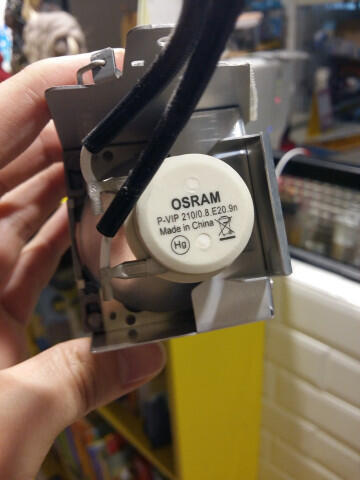 OSRAM
P-VIP 210/0.8 E20.9n
Made in China
Hg